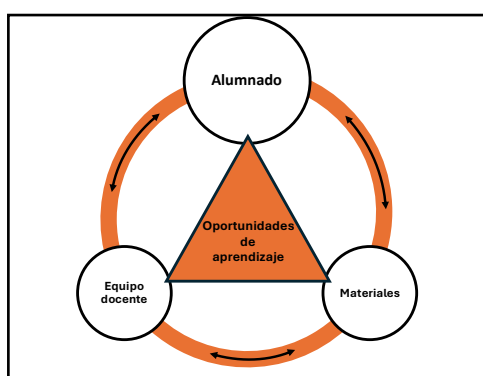 Alumnado
Oportunidades
de
aprendizaje
Equipo
docente
Materiales